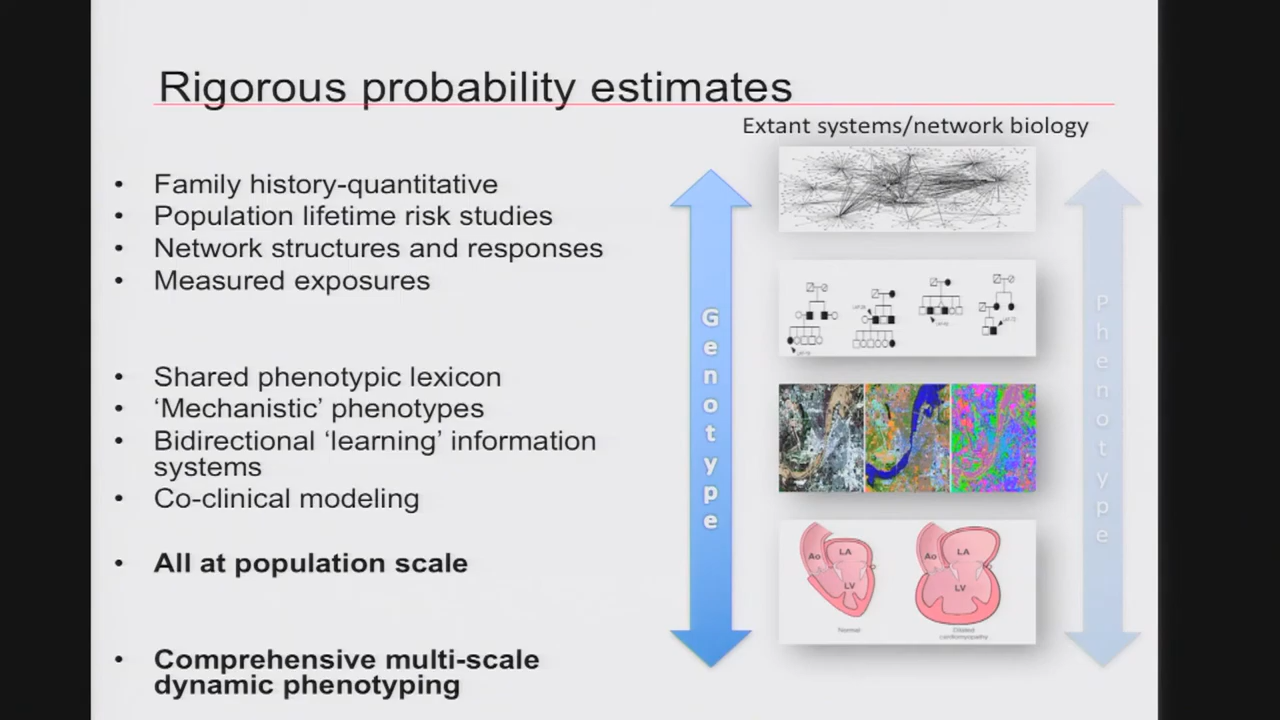 Rigorous probability estimates
Extant systems/network biology
• Family history-quantitative
• Population lifetime risk studies
• Network structures and responses
• Measured exposures
• Shared phenotypic lexicon
• ‘Mechanistic’ phenotypes
• Bidirectional ‘learning’ information
systems
• Co-clinical modeling
• All at population scale
• Comprehensive multi-scale
dynamic phenotyping
Genotype
Ao LA
LV
Normal
Ao LA
LV
Dilated
cardiomyopathy
Phenotype